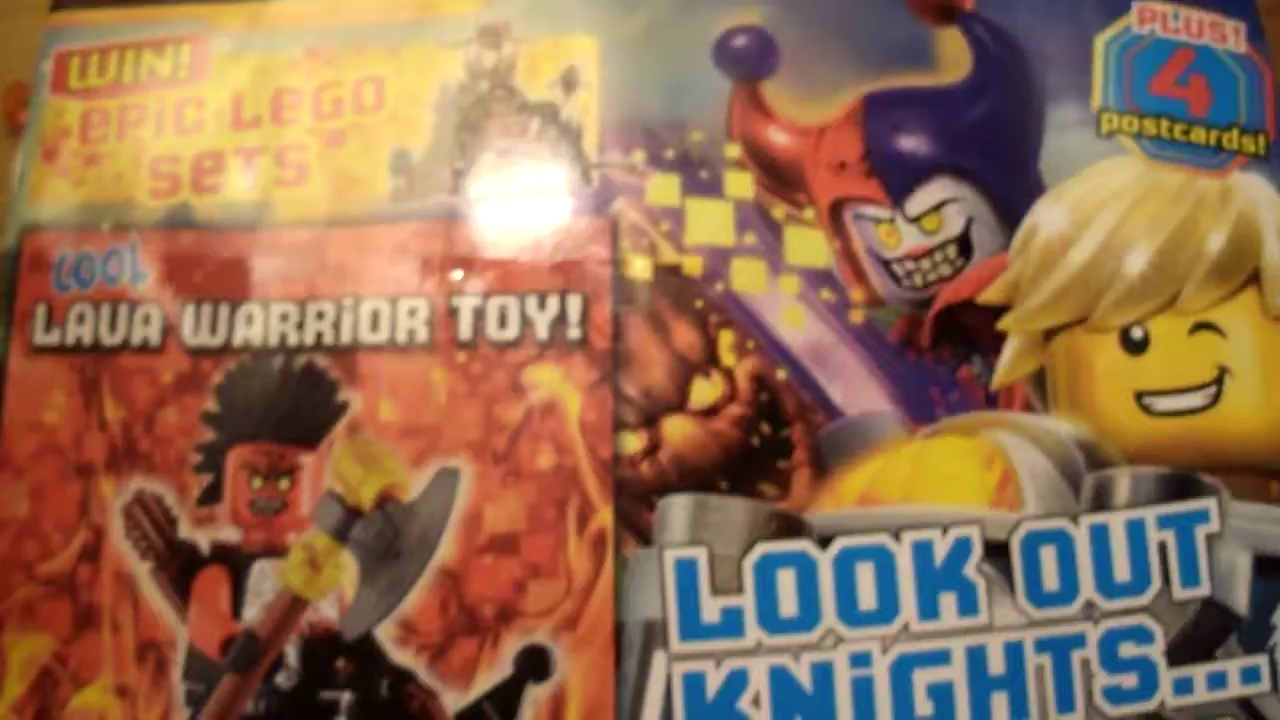 WIN!
EPIC LEGO
SETS
COOL
LAVA WARRIOR TOY!
PLUS!
4
postcards!
LOOK OUT
KNIGHTS...